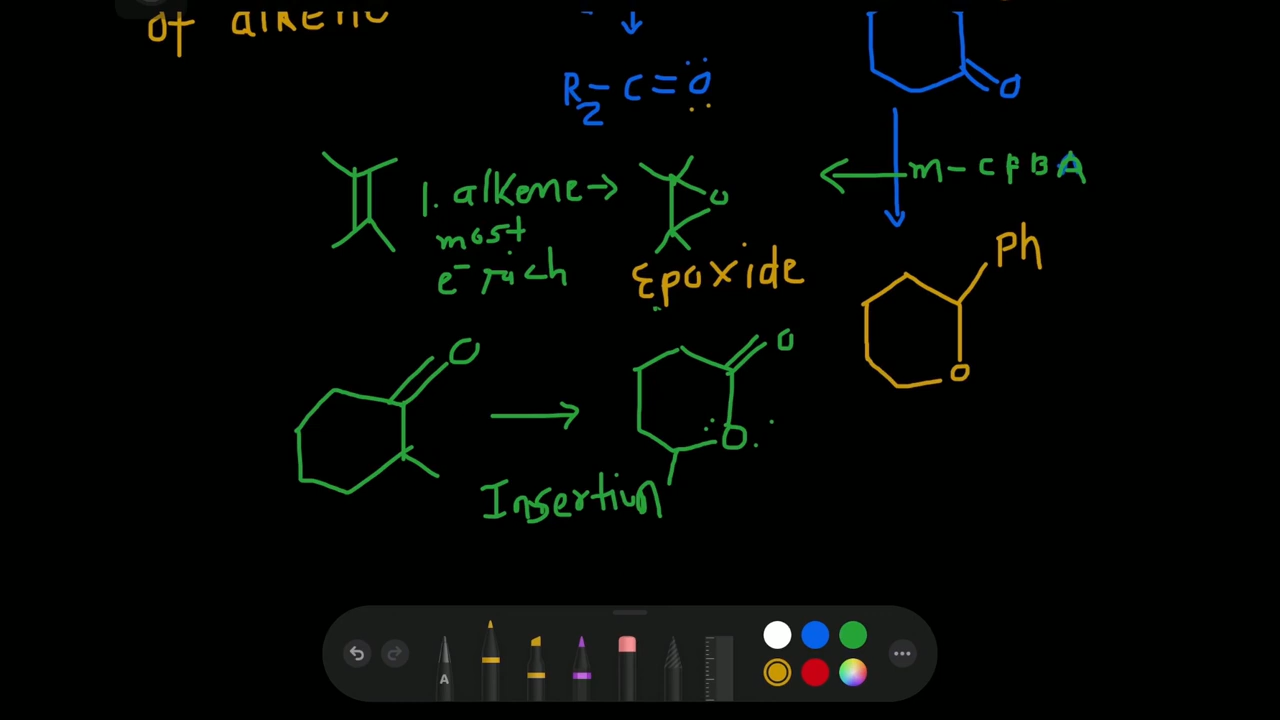 of alkene
R2-C=O
O
m-CPBA
1. alkene → 
most
e⁻ rich
O
Epoxide
Ph
O
O
O
O
Insertion
A